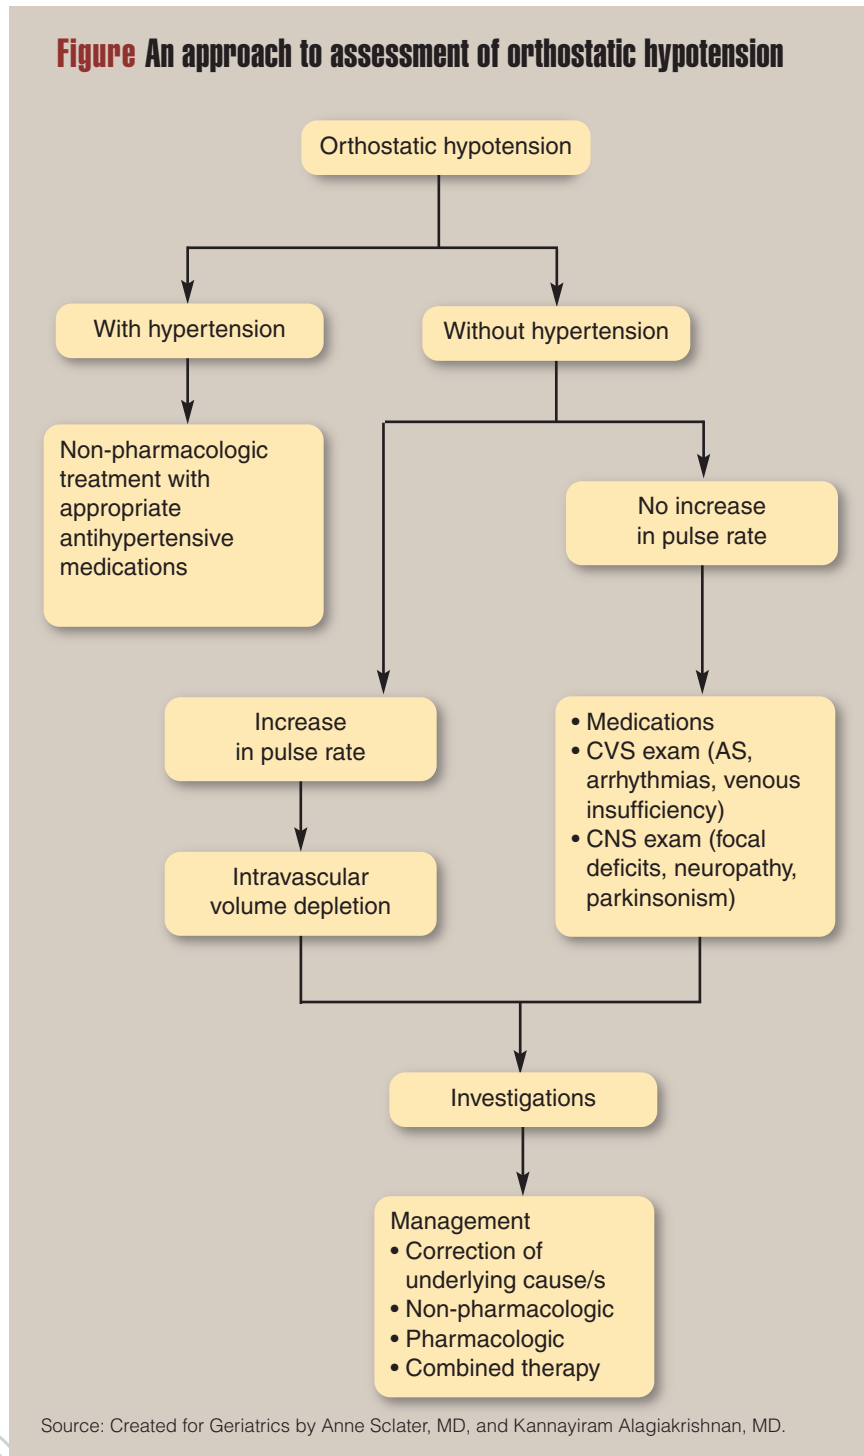 Figure An approach to assessment of orthostatic hypotension
Orthostatic hypotension
With hypertension
Without hypertension
Non-pharmacologic
treatment with
appropriate
antihypertensive
medications
No increase
in pulse rate
Increase
in pulse rate
• Medications
• CVS exam (AS,
arrhythmias, venous
insufficiency)
• CNS exam (focal
deficits, neuropathy,
parkinsonism)
Intravascular
volume depletion
Investigations
Management
• Correction of
underlying cause/s
• Non-pharmacologic
• Pharmacologic
• Combined therapy
Source: Created for Geriatrics by Anne Sclater, MD, and Kannayiram Alagiakrishnan, MD.